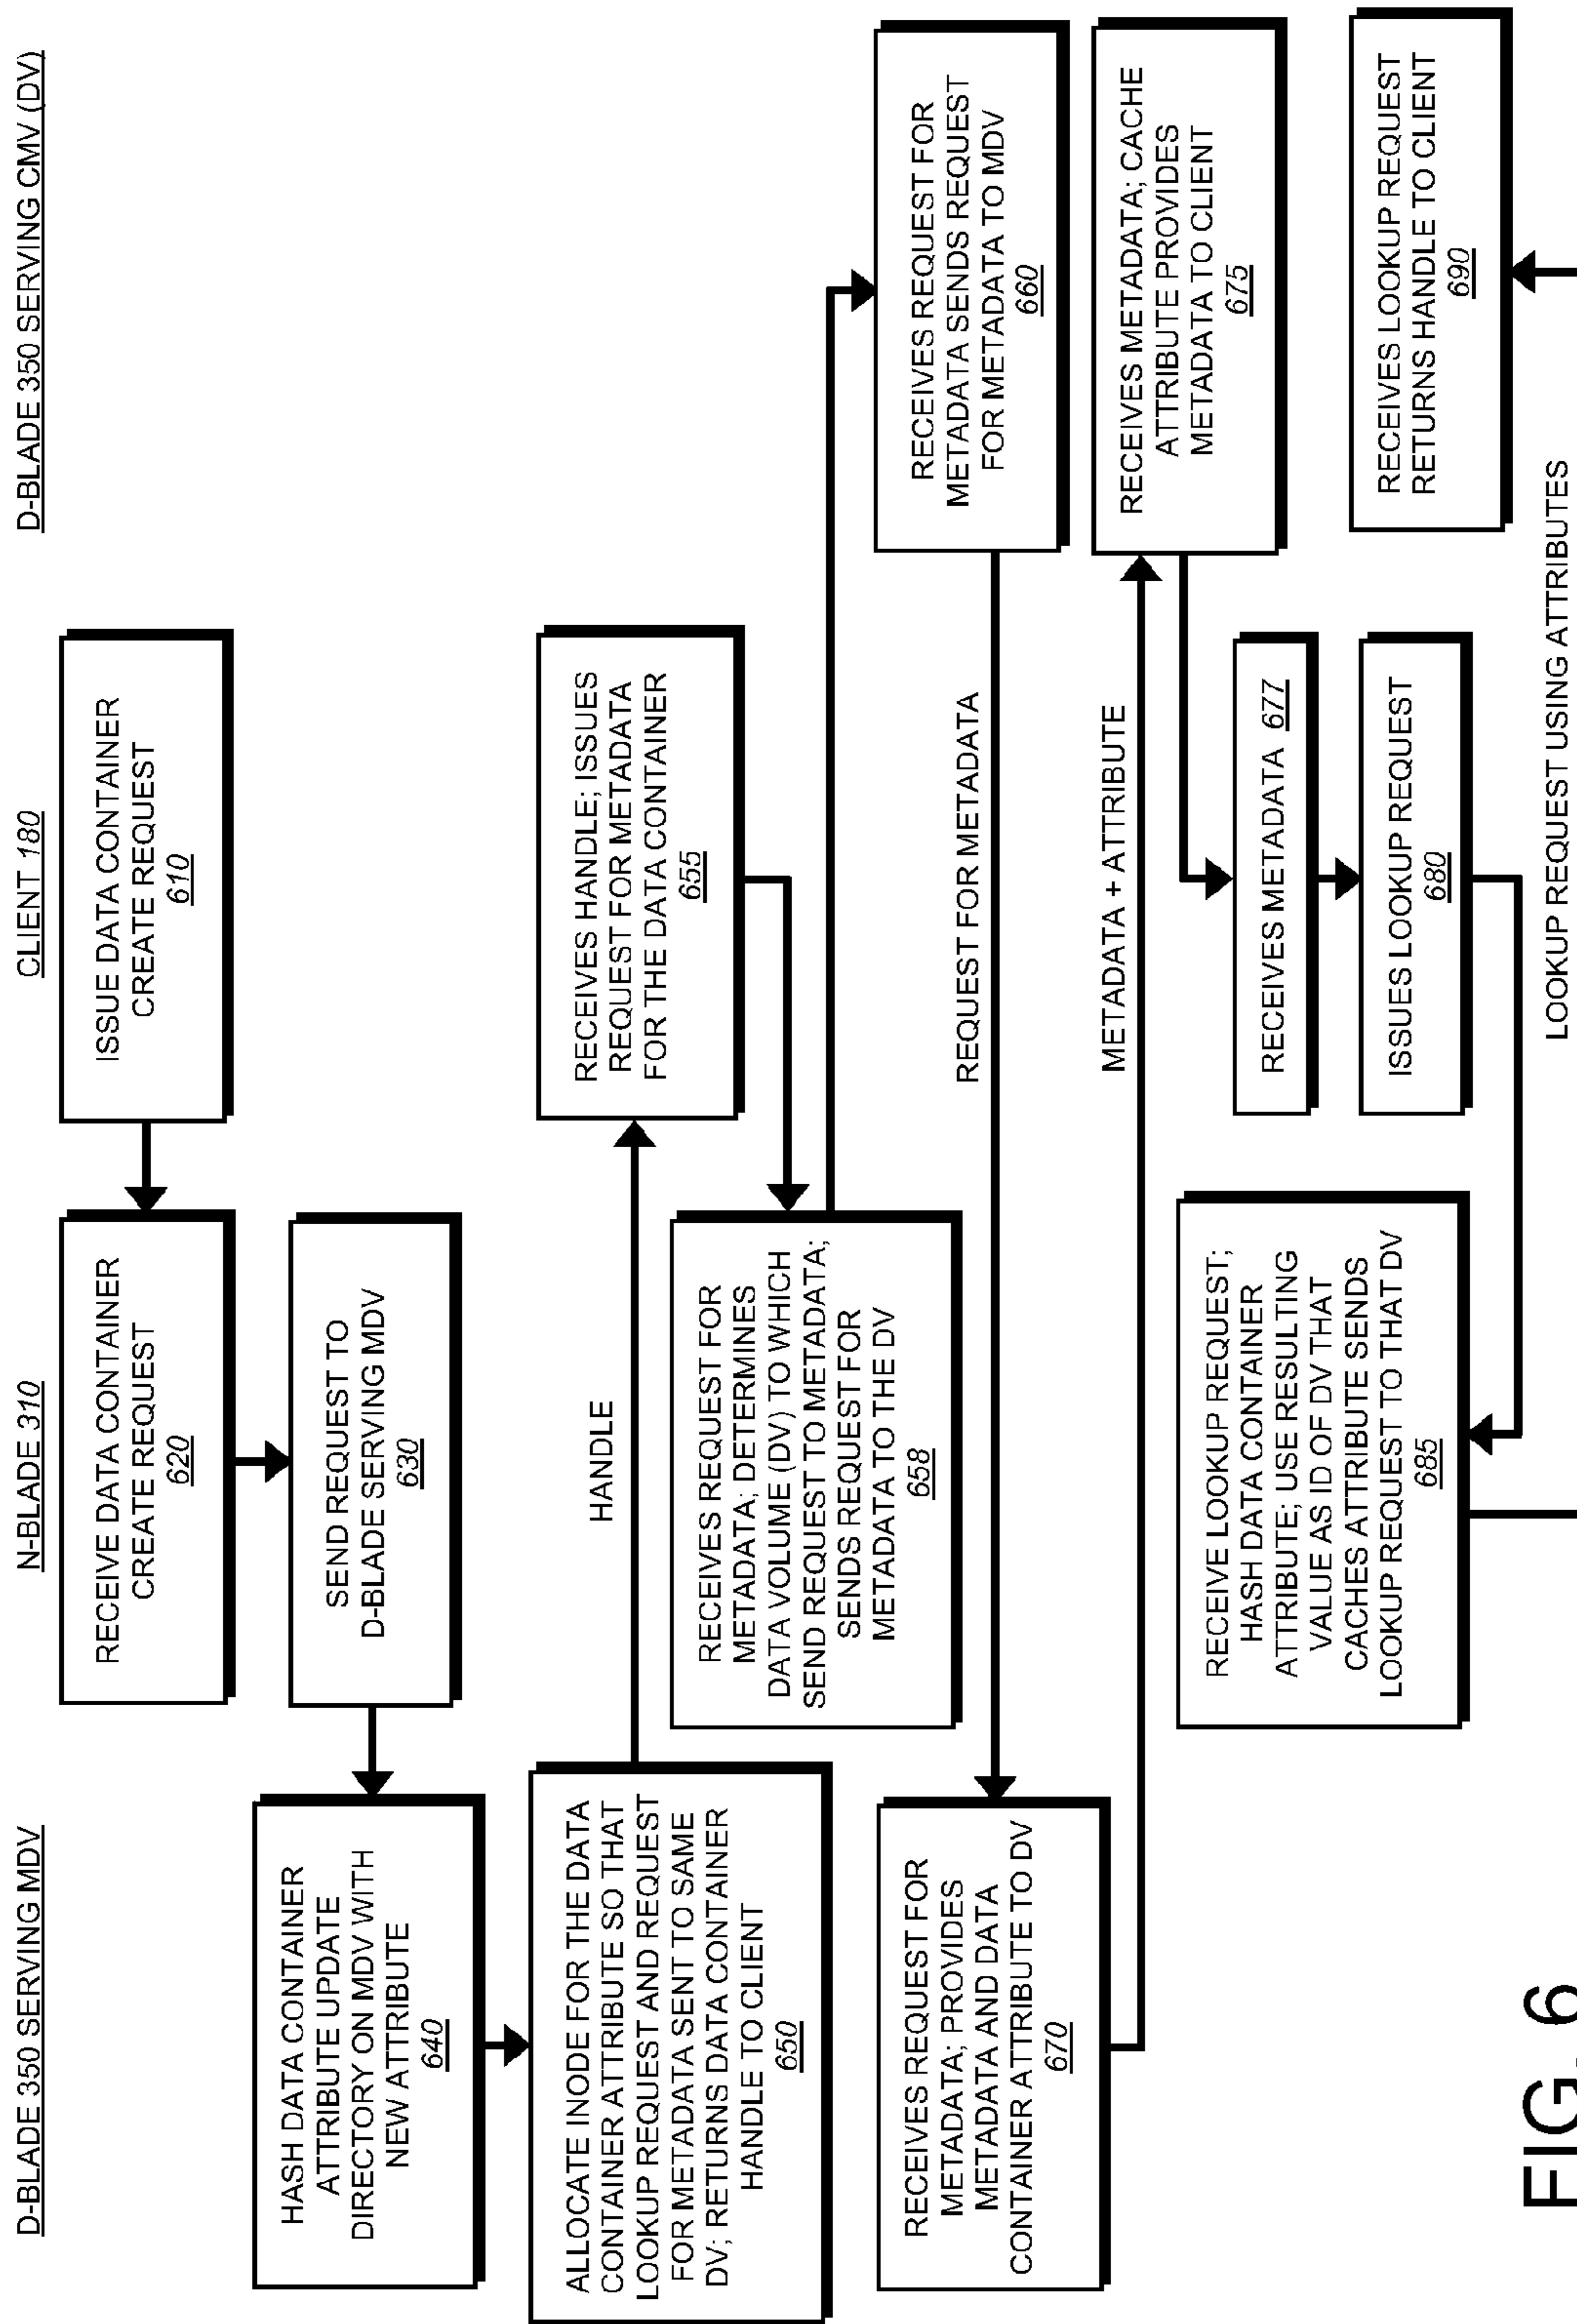 D-BLADE 350 SERVING MDV
N-BLADE 310
CLIENT 180
D-BLADE 350 SERVING CMV (DV)
ISSUE DATA CONTAINER
CREATE REQUEST
610
RECEIVE DATA CONTAINER
CREATE REQUEST
620
SEND REQUEST TO
D-BLADE SERVING MDV
630
HASH DATA CONTAINER
ATTRIBUTE UPDATE
DIRECTORY ON MDV WITH
NEW ATTRIBUTE
640
ALLOCATE INODE FOR THE DATA
CONTAINER ATTRIBUTE SO THAT
LOOKUP REQUEST AND REQUEST
FOR METADATA SENT TO SAME
DV; RETURNS DATA CONTAINER
HANDLE TO CLIENT
650
HANDLE
RECEIVES HANDLE; ISSUES
REQUEST FOR METADATA
FOR THE DATA CONTAINER
655
RECEIVES REQUEST FOR
METADATA; DETERMINES
DATA VOLUME (DV) TO WHICH
SEND REQUEST TO METADATA;
SENDS REQUEST FOR
METADATA TO THE DV
658
RECEIVES REQUEST FOR
METADATA SENDS REQUEST
FOR METADATA TO MDV
660
REQUEST FOR METADATA
RECEIVES REQUEST FOR
METADATA; PROVIDES
METADATA AND DATA
CONTAINER ATTRIBUTE TO DV
670
METADATA + ATTRIBUTE
RECEIVES METADATA; CACHE
ATTRIBUTE PROVIDES
METADATA TO CLIENT
675
RECEIVES METADATA 677
ISSUES LOOKUP REQUEST
680
RECEIVE LOOKUP REQUEST;
HASH DATA CONTAINER
ATTRIBUTE; USE RESULTING
VALUE AS ID OF DV THAT
CACHES ATTRIBUTE SENDS
LOOKUP REQUEST TO THAT DV
685
LOOKUP REQUEST USING ATTRIBUTES
RECEIVES LOOKUP REQUEST
RETURNS HANDLE TO CLIENT
690
FIG. 6